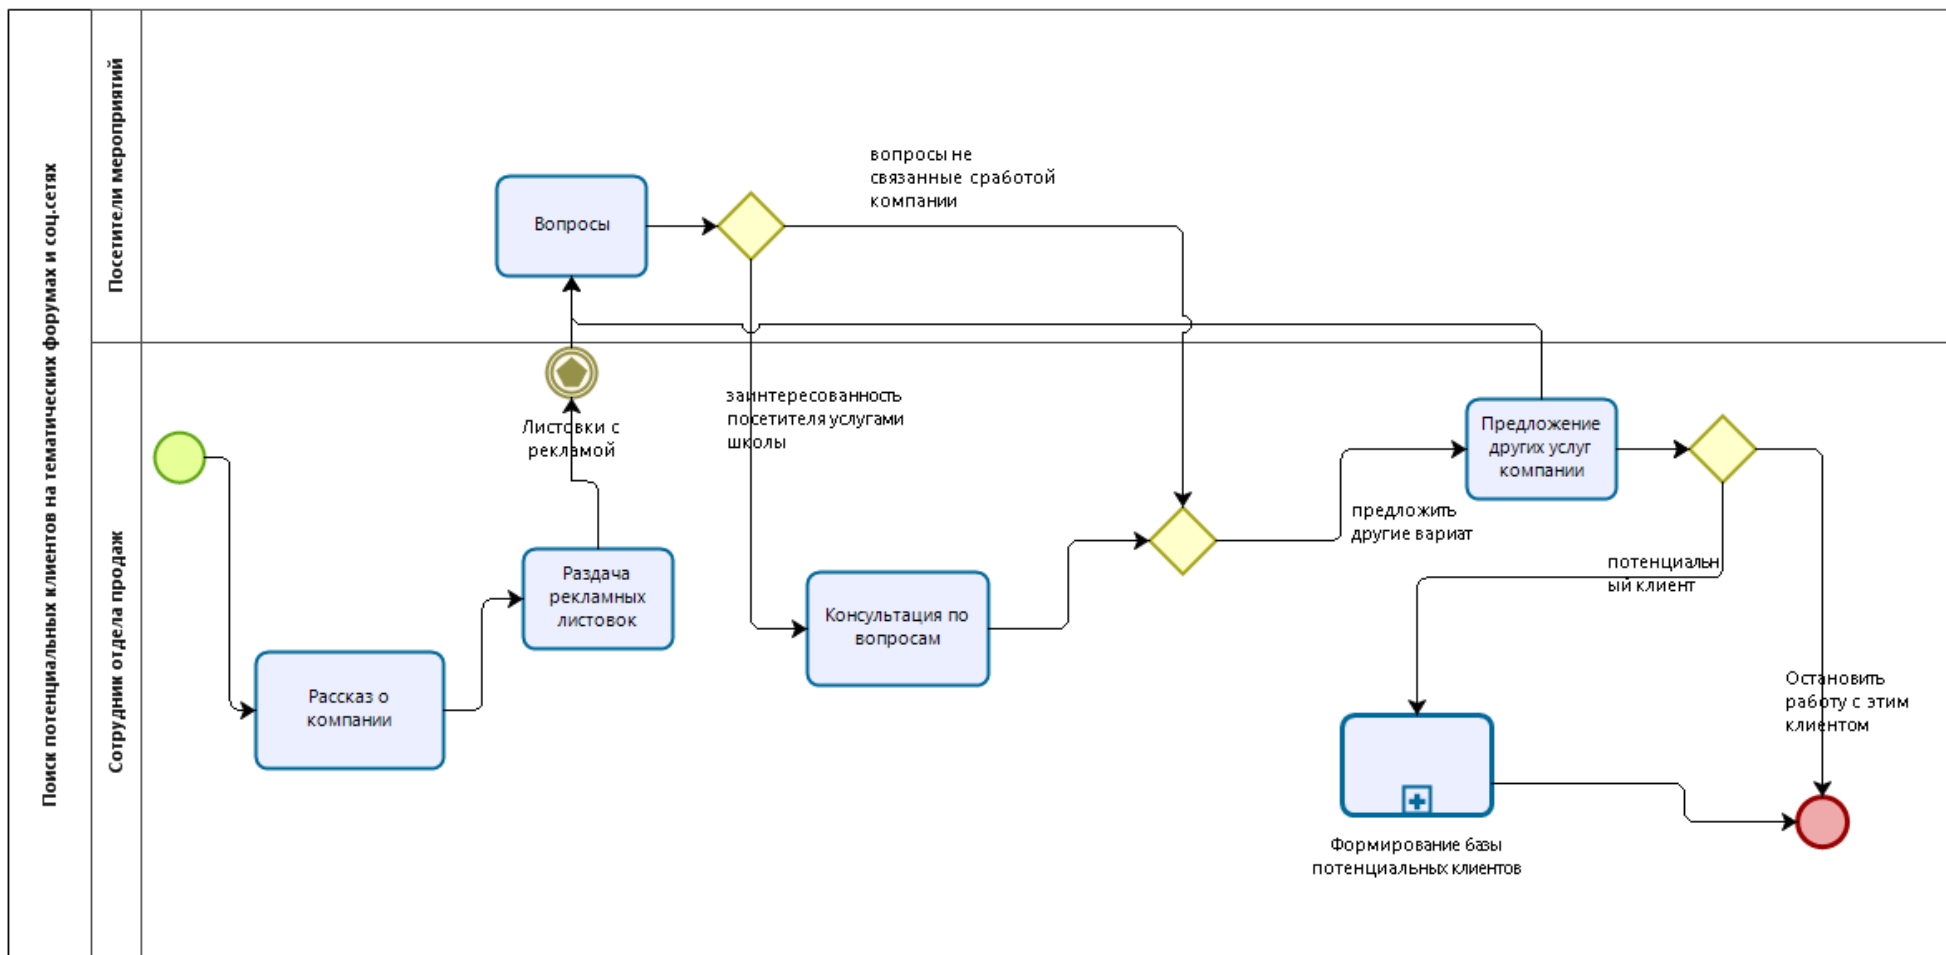 Поиск потенциальных клиентов на тематических форумах и соц.сетях
Посетители мероприятий
Сотрудник отдела продаж
вопросы не
связанные сработой
компании
Вопросы
заинтересованность
посетителя услугами
школы
Листовки с
рекламой
Предложение
других услуг
компании
предложить
другие вариат
Раздача
рекламных
листовок
потенциальн
ый клиент
Консультация по
вопросам
Рассказ о
компании
Остановить
работу с этим
клиентом
Формирование базы
потенциальных клиентов